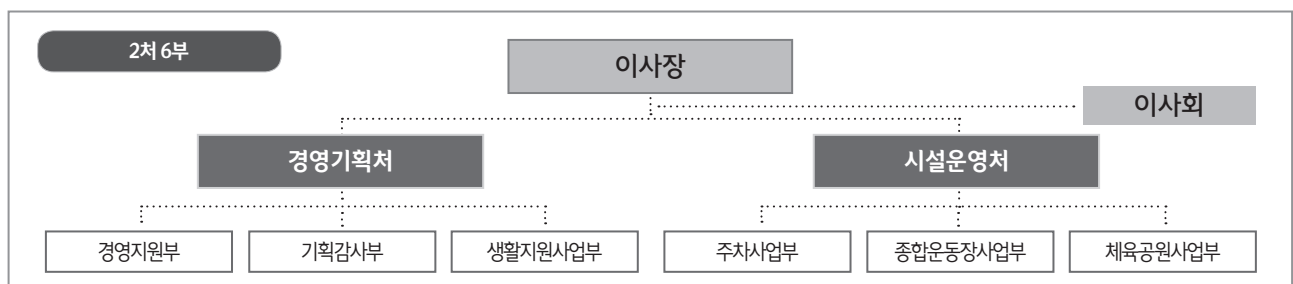 2처 6부
이사장
이사회
경영기획처
시설운영처
경영지원부
기획감사부
생활지원사업부
주차사업부
종합운동장사업부
체육공원사업부